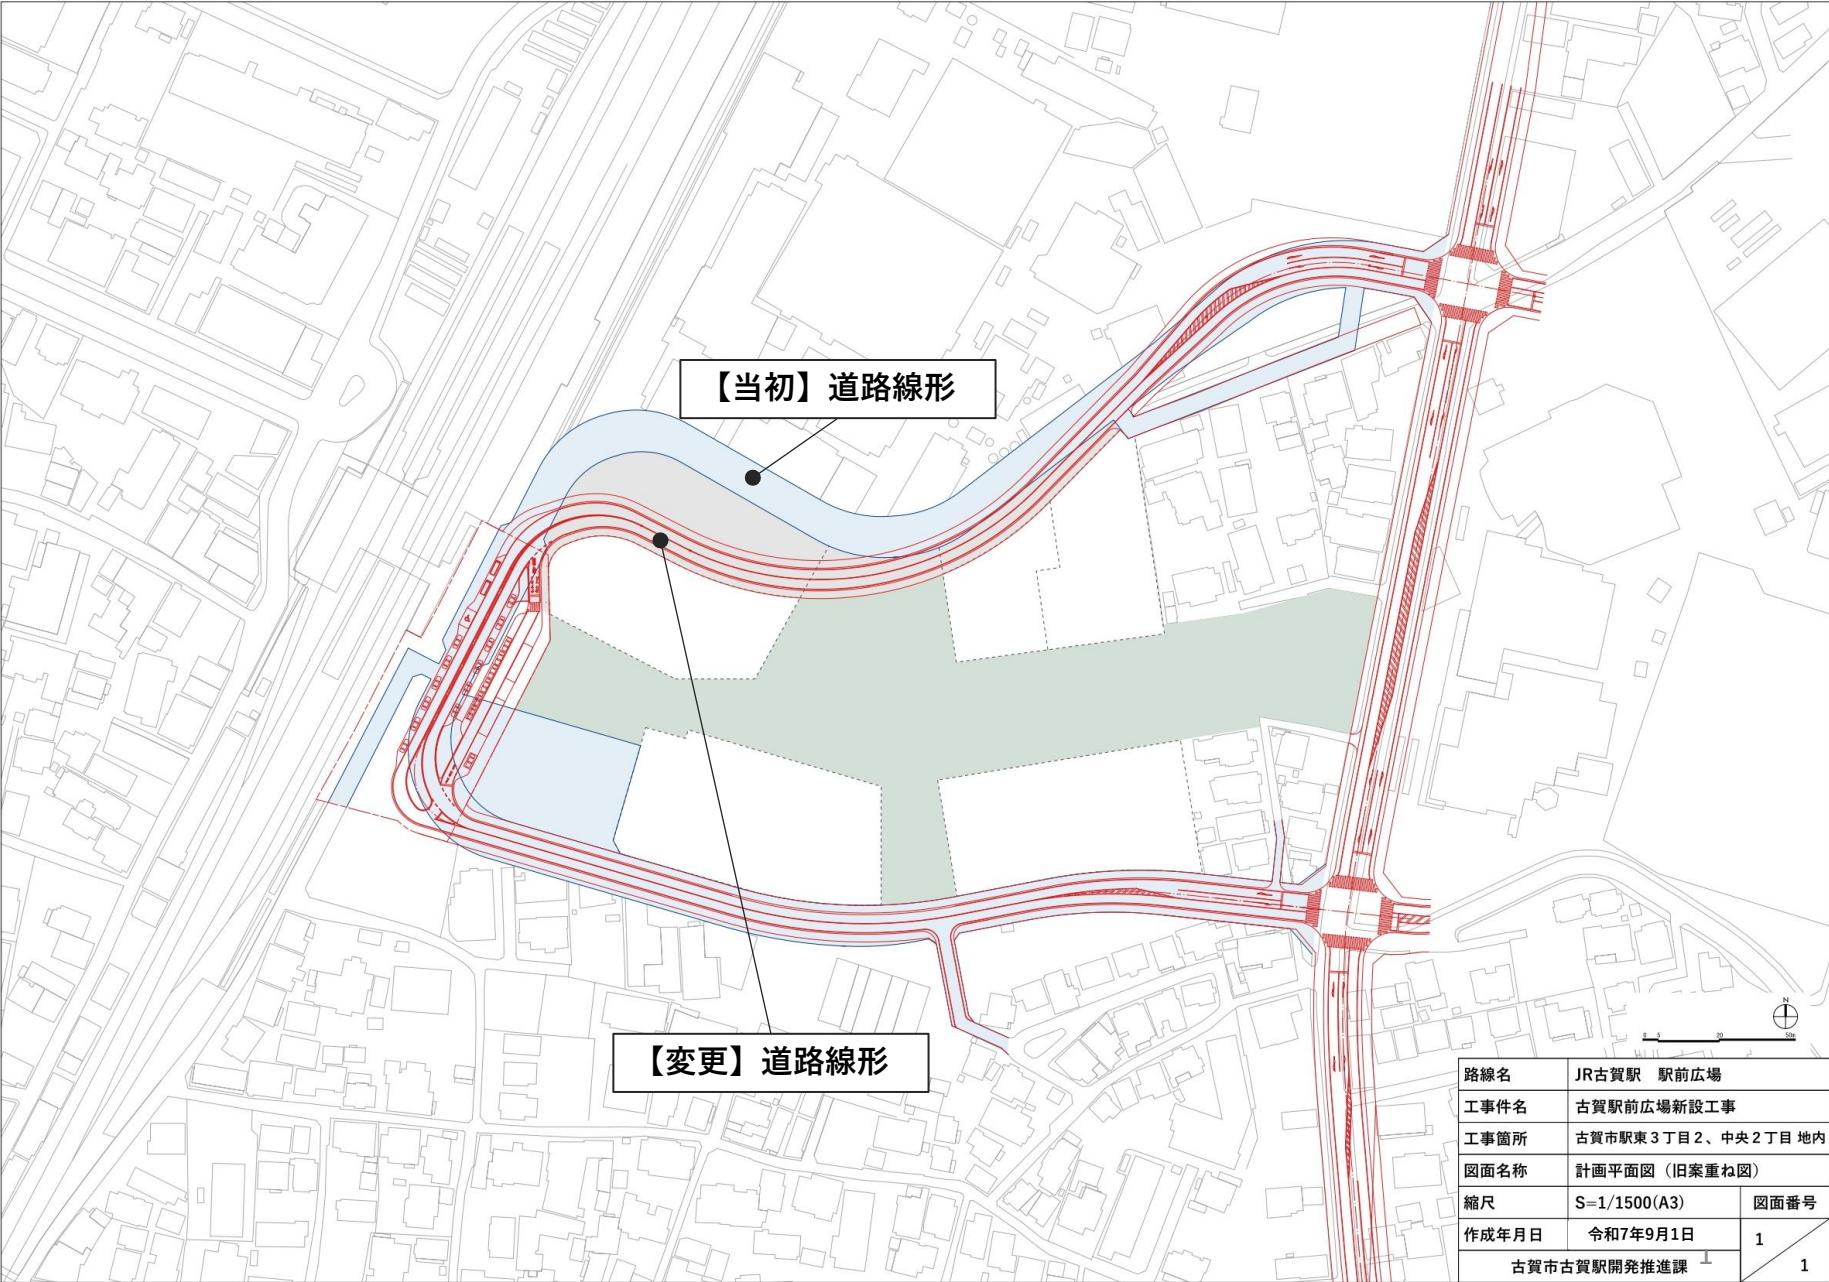 【当初】道路線形
【変更】道路線形
N
0 5 20 50m
路線名 JR古賀駅 駅前広場
工事件名 古賀駅前広場新設工事
工事箇所 古賀市駅東３丁目２、中央２丁目 地内
図面名称 計画平面図（旧案重ね図）
縮尺 S=1/1500(A3) 図面番号
作成年月日 令和7年9月1日 1
1
古賀市古賀駅開発推進課 1